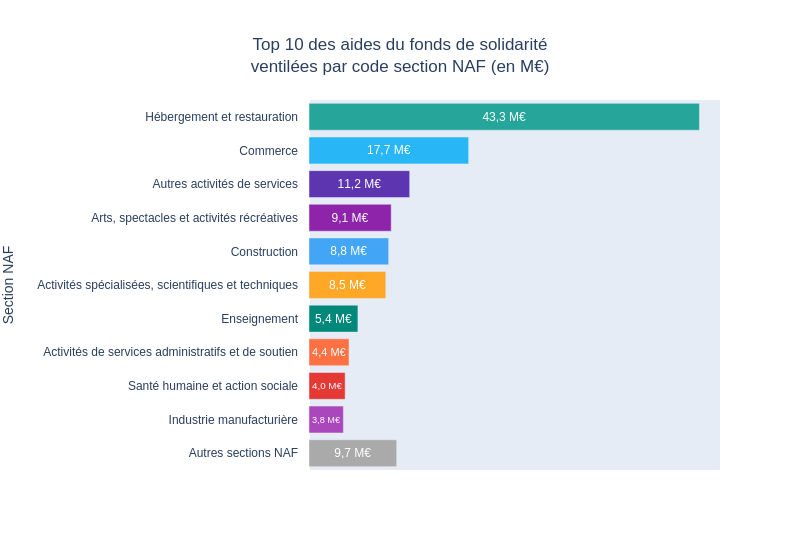 Top 10 des aides du fonds de solidarité
ventilées par code section NAF (en M€)
Section NAF
Hébergement et restauration 43,3 M€
Commerce 17,7 M€
Autres activités de services 11,2 M€
Arts, spectacles et activités récréatives 9,1 M€
Construction 8,8 M€
Activités spécialisées, scientifiques et techniques 8,5 M€
Enseignement 5,4 M€
Activités de services administratifs et de soutien 4,4 M€
Santé humaine et action sociale 4,0 M€
Industrie manufacturière 3,8 M€
Autres sections NAF 9,7 M€